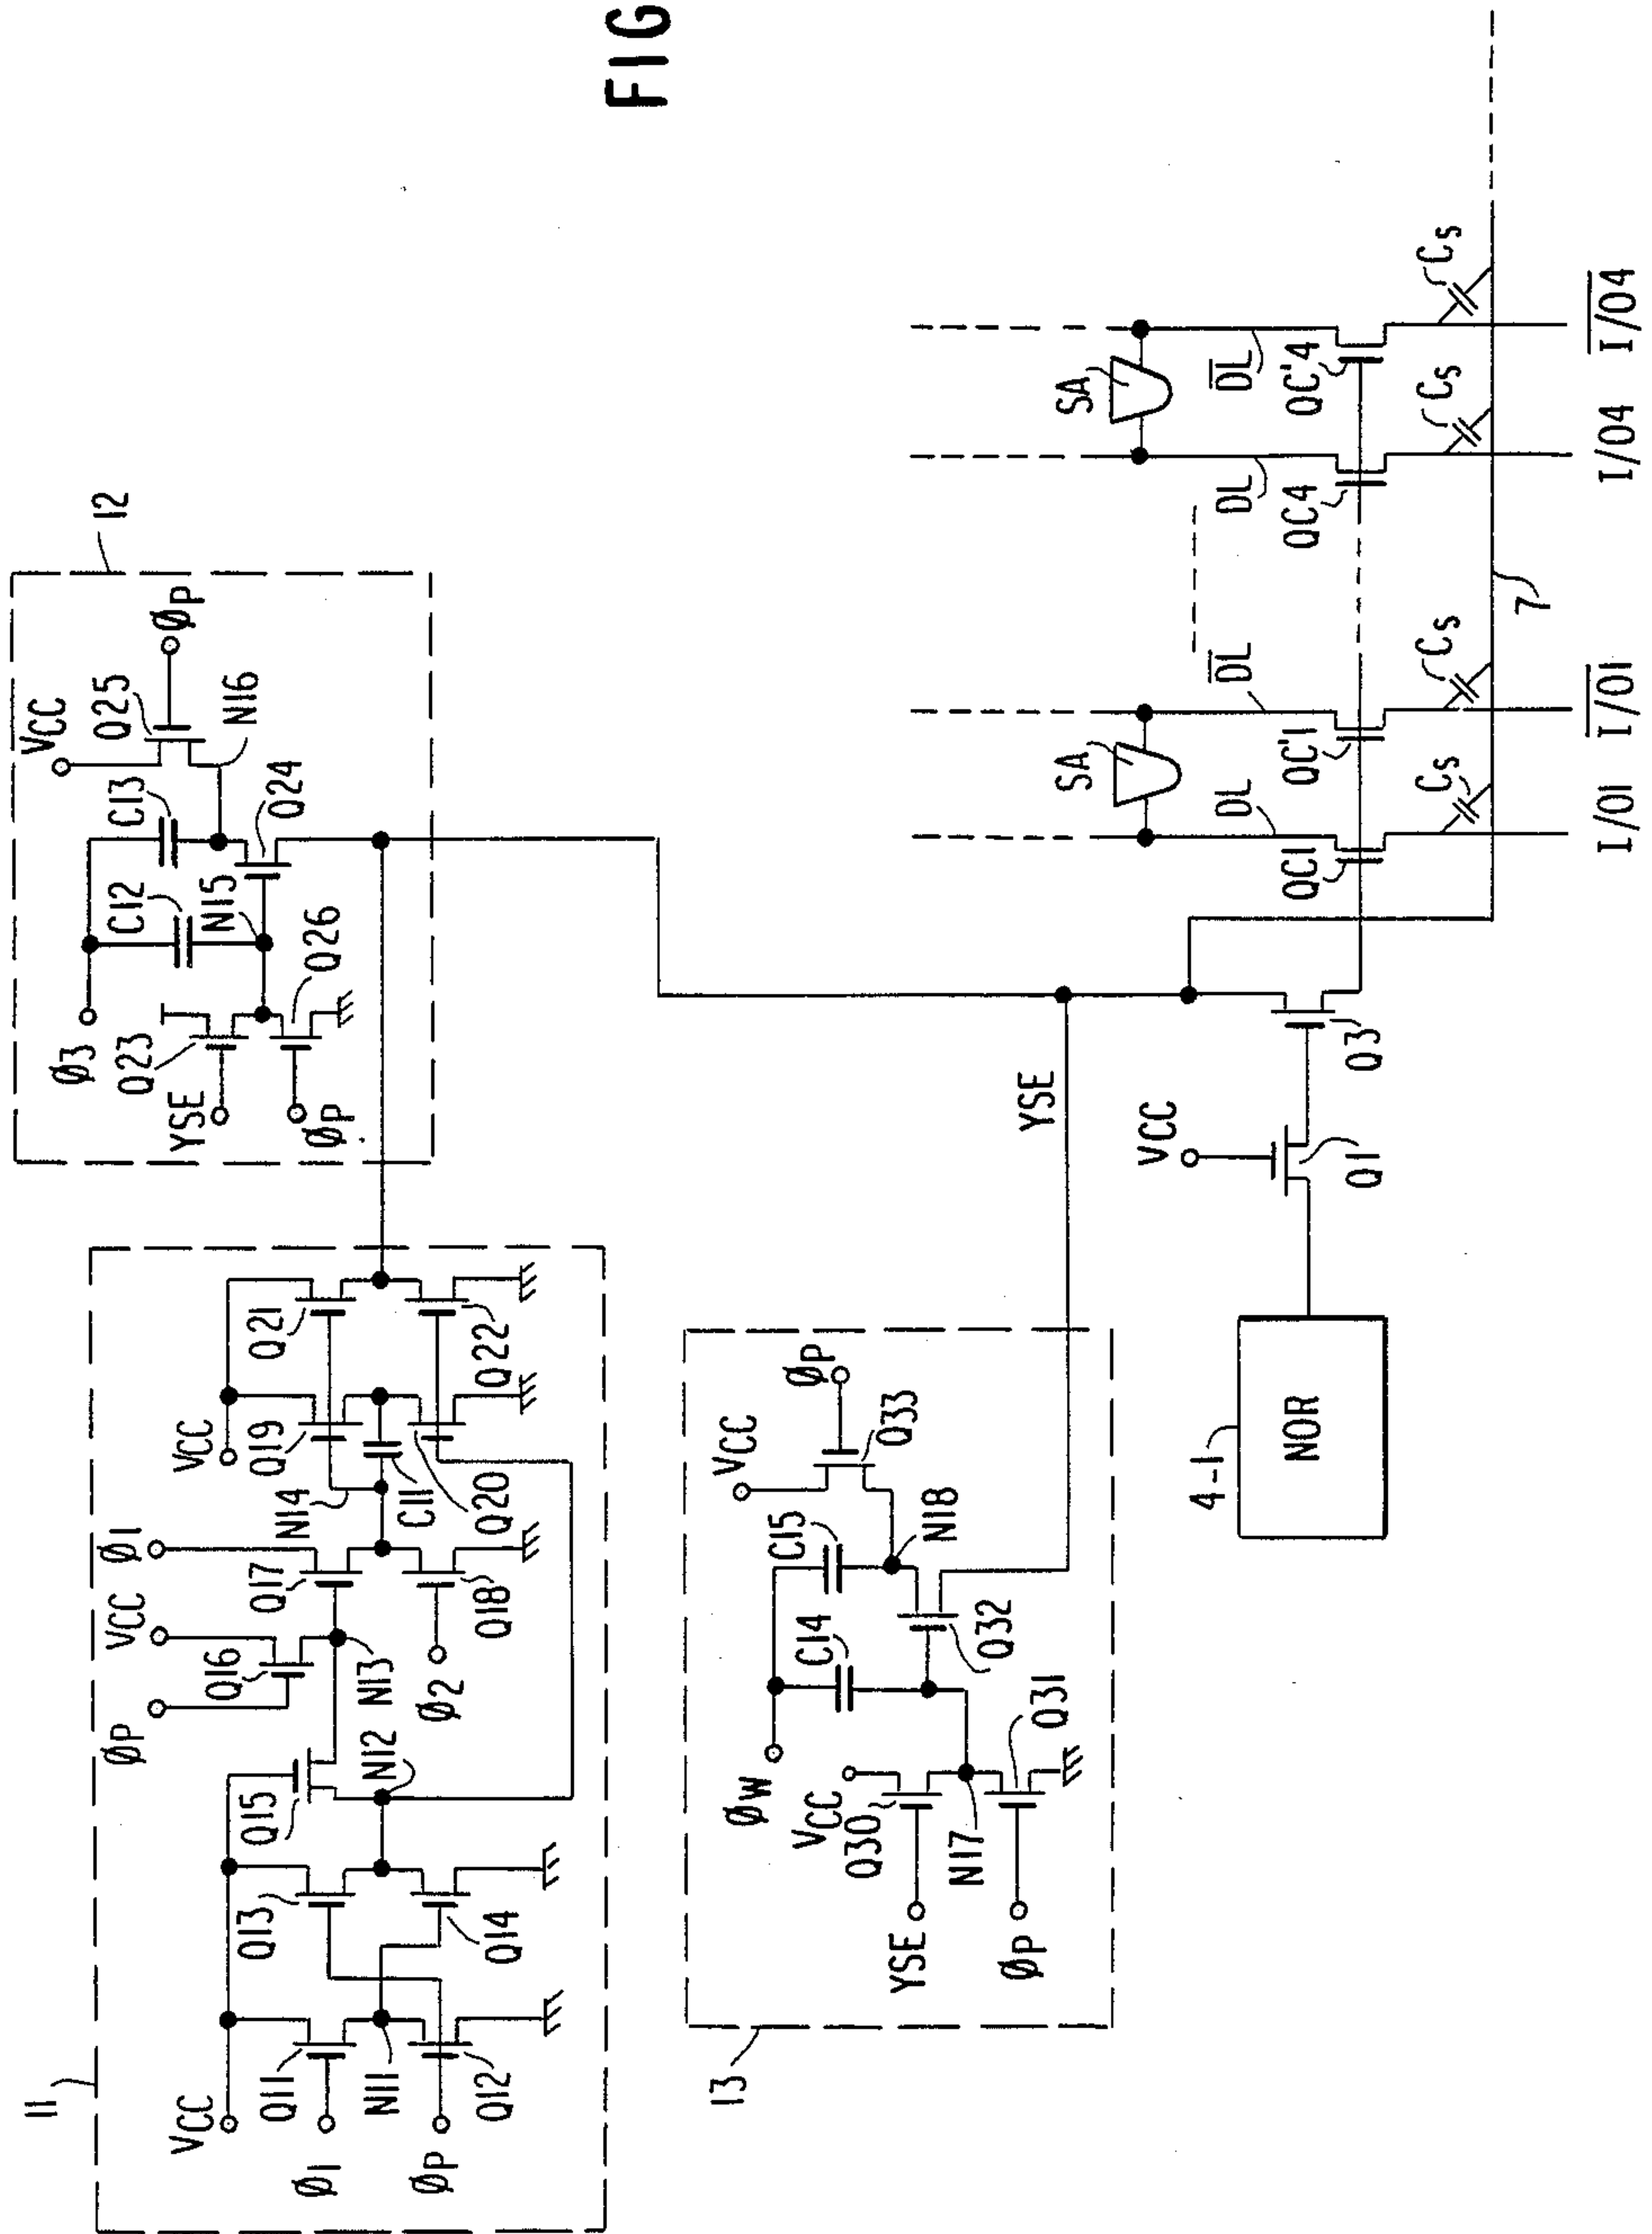 FIG
11
VCC
Q11
Ø1
N11
ØP
Q12
Q13
Q14
Q15
N12
ØP
VCC
Q16
N13
Ø1
Q17
Q18
Ø2
N14
C11
VCC
Q19
Q20
Q21
Q22
12
Ø3
Q23
YSE
ØP
Q26
C12
N15
C13
Q24
VCC
Q25
ØP
N16
13
ØW
VCC
Q30
YSE
N17
ØP
Q31
C14
C15
Q32
N18
VCC
Q33
ØP
YSE
4-1
NOR
VCC
Q1
Q3
SA
DL
DL
QC1
QC'1
CS
CS
I/O1
I/O1
7
SA
DL
DL
QC4
QC'4
CS
CS
I/O4
I/O4